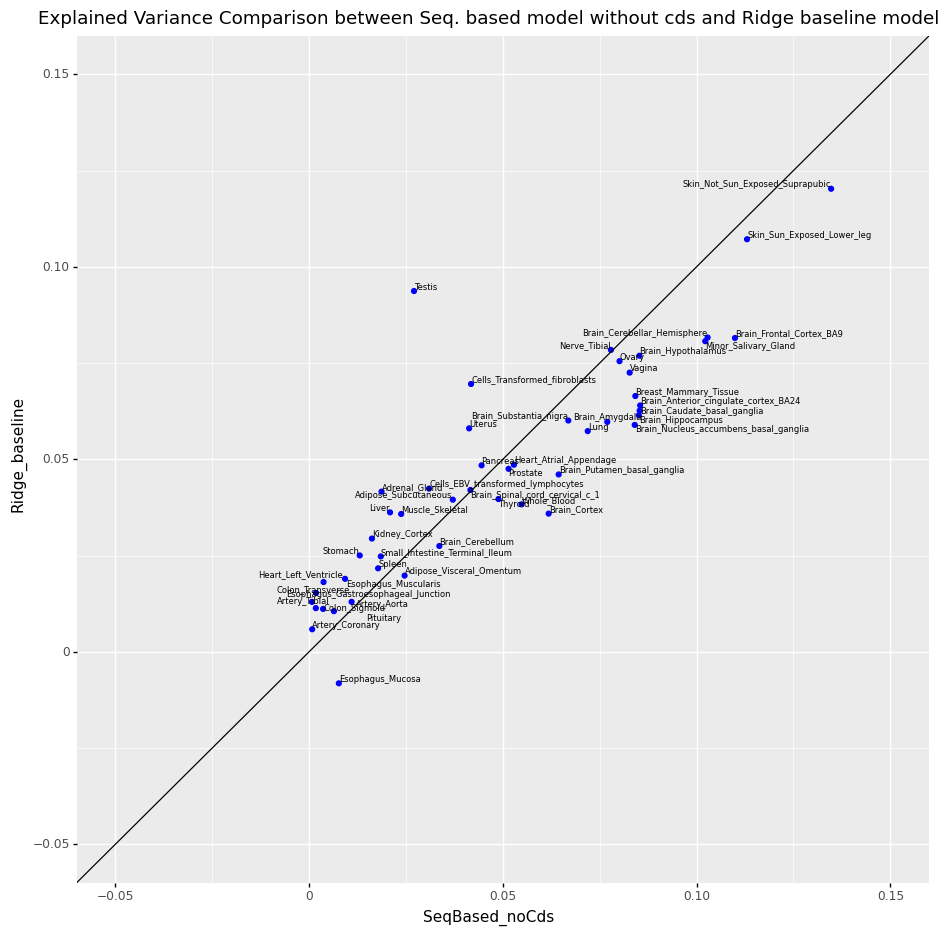 Explained Variance Comparison between Seq. based model without cds and Ridge baseline model
0.15
Skin_Not_Sun_Exposed_Suprapubic
Skin_Sun_Exposed_Lower_leg
0.10
Testis
Brain_Cerebellar_Hemisphere
Brain_Frontal_Cortex_BA9
Nerve_Tibial
Minor_Salivary_Gland
Brain_Hypothalamus
Ovary
Vagina
Cells_Transformed_fibroblasts
Breast_Mammary_Tissue
Brain_Anterior_cingulate_cortex_BA24
Brain_Caudate_basal_ganglia
Brain_Substantia_nigra
Brain_Amygdala
Brain_Hippocampus
Uterus
Lung
Brain_Nucleus_accumbens_basal_ganglia
0.05
Pancreas
Heart_Atrial_Appendage
Prostate
Brain_Putamen_basal_ganglia
Adrenal_Gland
Cells_EBV_transformed_lymphocytes
Adipose_Subcutaneous
Brain_Spinal_cord_cervical_c_1
Thyroid
Whole_Blood
Liver
Muscle_Skeletal
Brain_Cortex
Kidney_Cortex
Brain_Cerebellum
Stomach
Small_Intestine_Terminal_Ileum
Spleen
Heart_Left_Ventricle
Adipose_Visceral_Omentum
Esophagus_Muscularis
Colon_Transverse
Esophagus_Gastroesophageal_Junction
Artery_Tibial
Artery_Aorta
Colon_Sigmoid
Pituitary
Artery_Coronary
0
Esophagus_Mucosa
−0.05
−0.05
0
0.05
0.10
0.15
SeqBased_noCds
Ridge_baseline